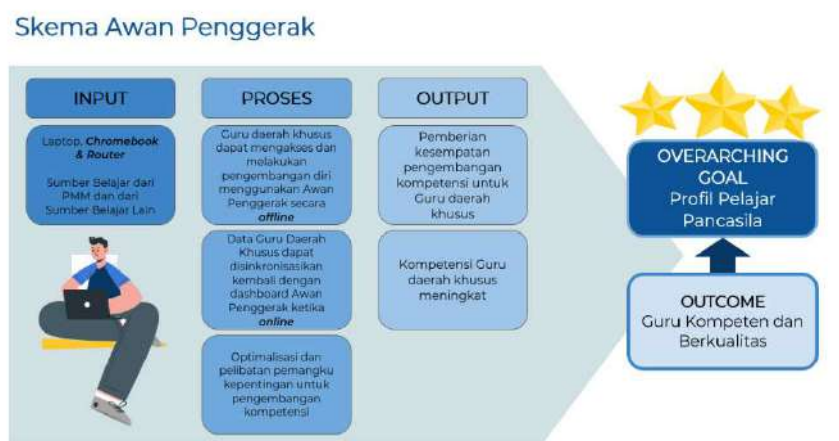 Skema Awan Penggerak
INPUT
Laptop, Chromebook
& Router
Sumber Belajar dari
PMM dan dari
Sumber Belajar Lain
PROSES
Guru daerah khusus
dapat mengakses dan
melakukan
pengembangan diri
menggunakan Awan
Penggerak secara
offline
Data Guru Daerah
Khusus dapat
disinkronisasikan
kembali dengan
dashboard Awan
Penggerak ketika
online
Optimalisasi dan
pelibatan pemangku
kepentingan untuk
pengembangan
kompetensi
OUTPUT
Pemberian
kesempatan
pengembangan
kompetensi untuk
Guru daerah
khusus
Kompetensi Guru
daerah khusus
meningkat
OVERARCHING
GOAL
Profil Pelajar
Pancasila
OUTCOME
Guru Kompeten dan
Berkualitas